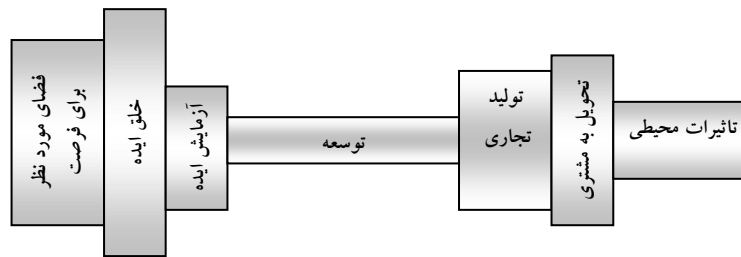 فضای مورد نظر
برای فرصت
خلق ایده
آزمایش ایده
توسعه
تولید
تجاری
تحویل به مشتری
تاثیرات محیطی